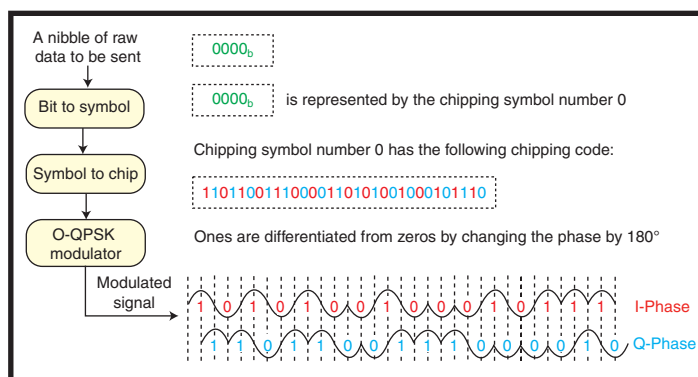 A nibble of raw
data to be sent
0000b
Bit to symbol
0000b is represented by the chipping symbol number 0
Chipping symbol number 0 has the following chipping code:
Symbol to chip
11011001110000110101001000101110
O-QPSK
modulator
Ones are differentiated from zeros by changing the phase by 180°
Modulated
signal
1 0 1 0 1 0 0 1 0 0 0 1 0 1 1 1 I-Phase
1 1 0 1 1 0 0 1 1 1 0 0 0 0 1 0 Q-Phase